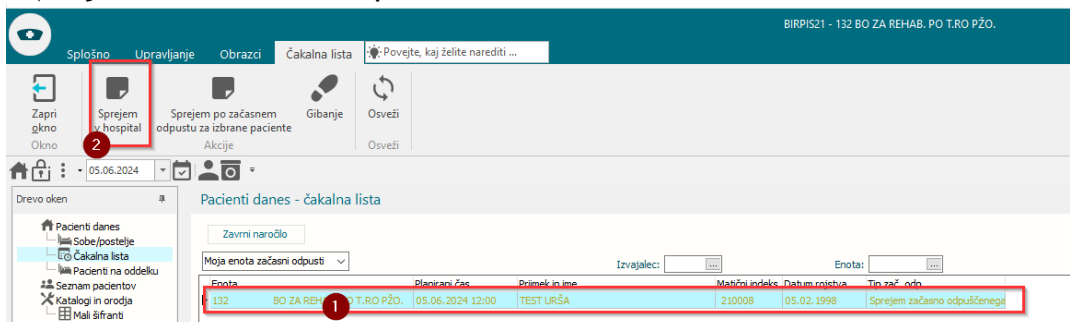 BIRPIS21 - 132 BO ZA REHAB. PO T.RO PŽO.
Splošno Upravljanje Obrazci Čakalna lista Povejte, kaj želite narediti ...
Zapri okno
Sprejem v hospital
Sprejem po začasnem odpustu za izbrane paciente
Gibanje
Osveži
Okno 2 Akcije Osveži
05.06.2024
Drevo oken
Pacienti danes - čakalna lista
Pacienti danes
Sobe/postelje
Čakalna lista
Pacienti na oddelku
Seznam pacientov
Katalogi in orodja
Mali šifranti
Zavrni naročilo
Moja enota začasni odpusti
Izvajalec: ...
Enota: ...
Enota Planirani čas Priimek in ime Matični indeks Datum rojstva Tip zač. odp.
132 BO ZA REHAB. PO T.RO PŽO. 05.06.2024 12:00 TEST URŠA 210008 05.02.1998 Sprejem začasno odpuščenega
1